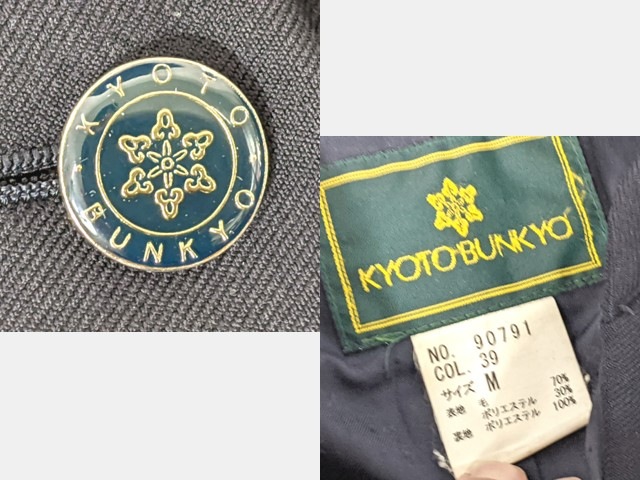 KYOTO
BUNKYO
KYOTO·BUNKYO
NO. 90791
COL. 39
サイズ M
表地 毛 70%
ポリエステル 30%
裏地 ポリエステル 100%